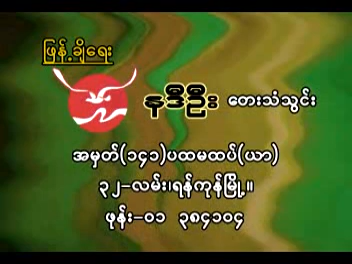 ဖြန့်ချိရေး
နဒီဦး တေးသံသွင်း
အမှတ်(၁၄၁)ပထမထပ်(ယာ)
၃၂–လမ်း၊ရန်ကုန်မြို့။
ဖုန်း–၀၁ ၃၈၄၁၀၄